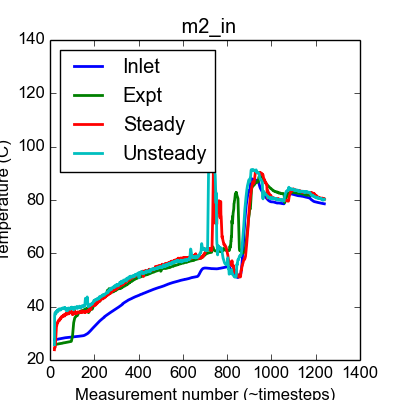 m2_in
140
120
100
80
60
40
20
Temperature (C)
Inlet
Expt
Steady
Unsteady
0 200 400 600 800 1000 1200 1400
Measurement number (~timesteps)